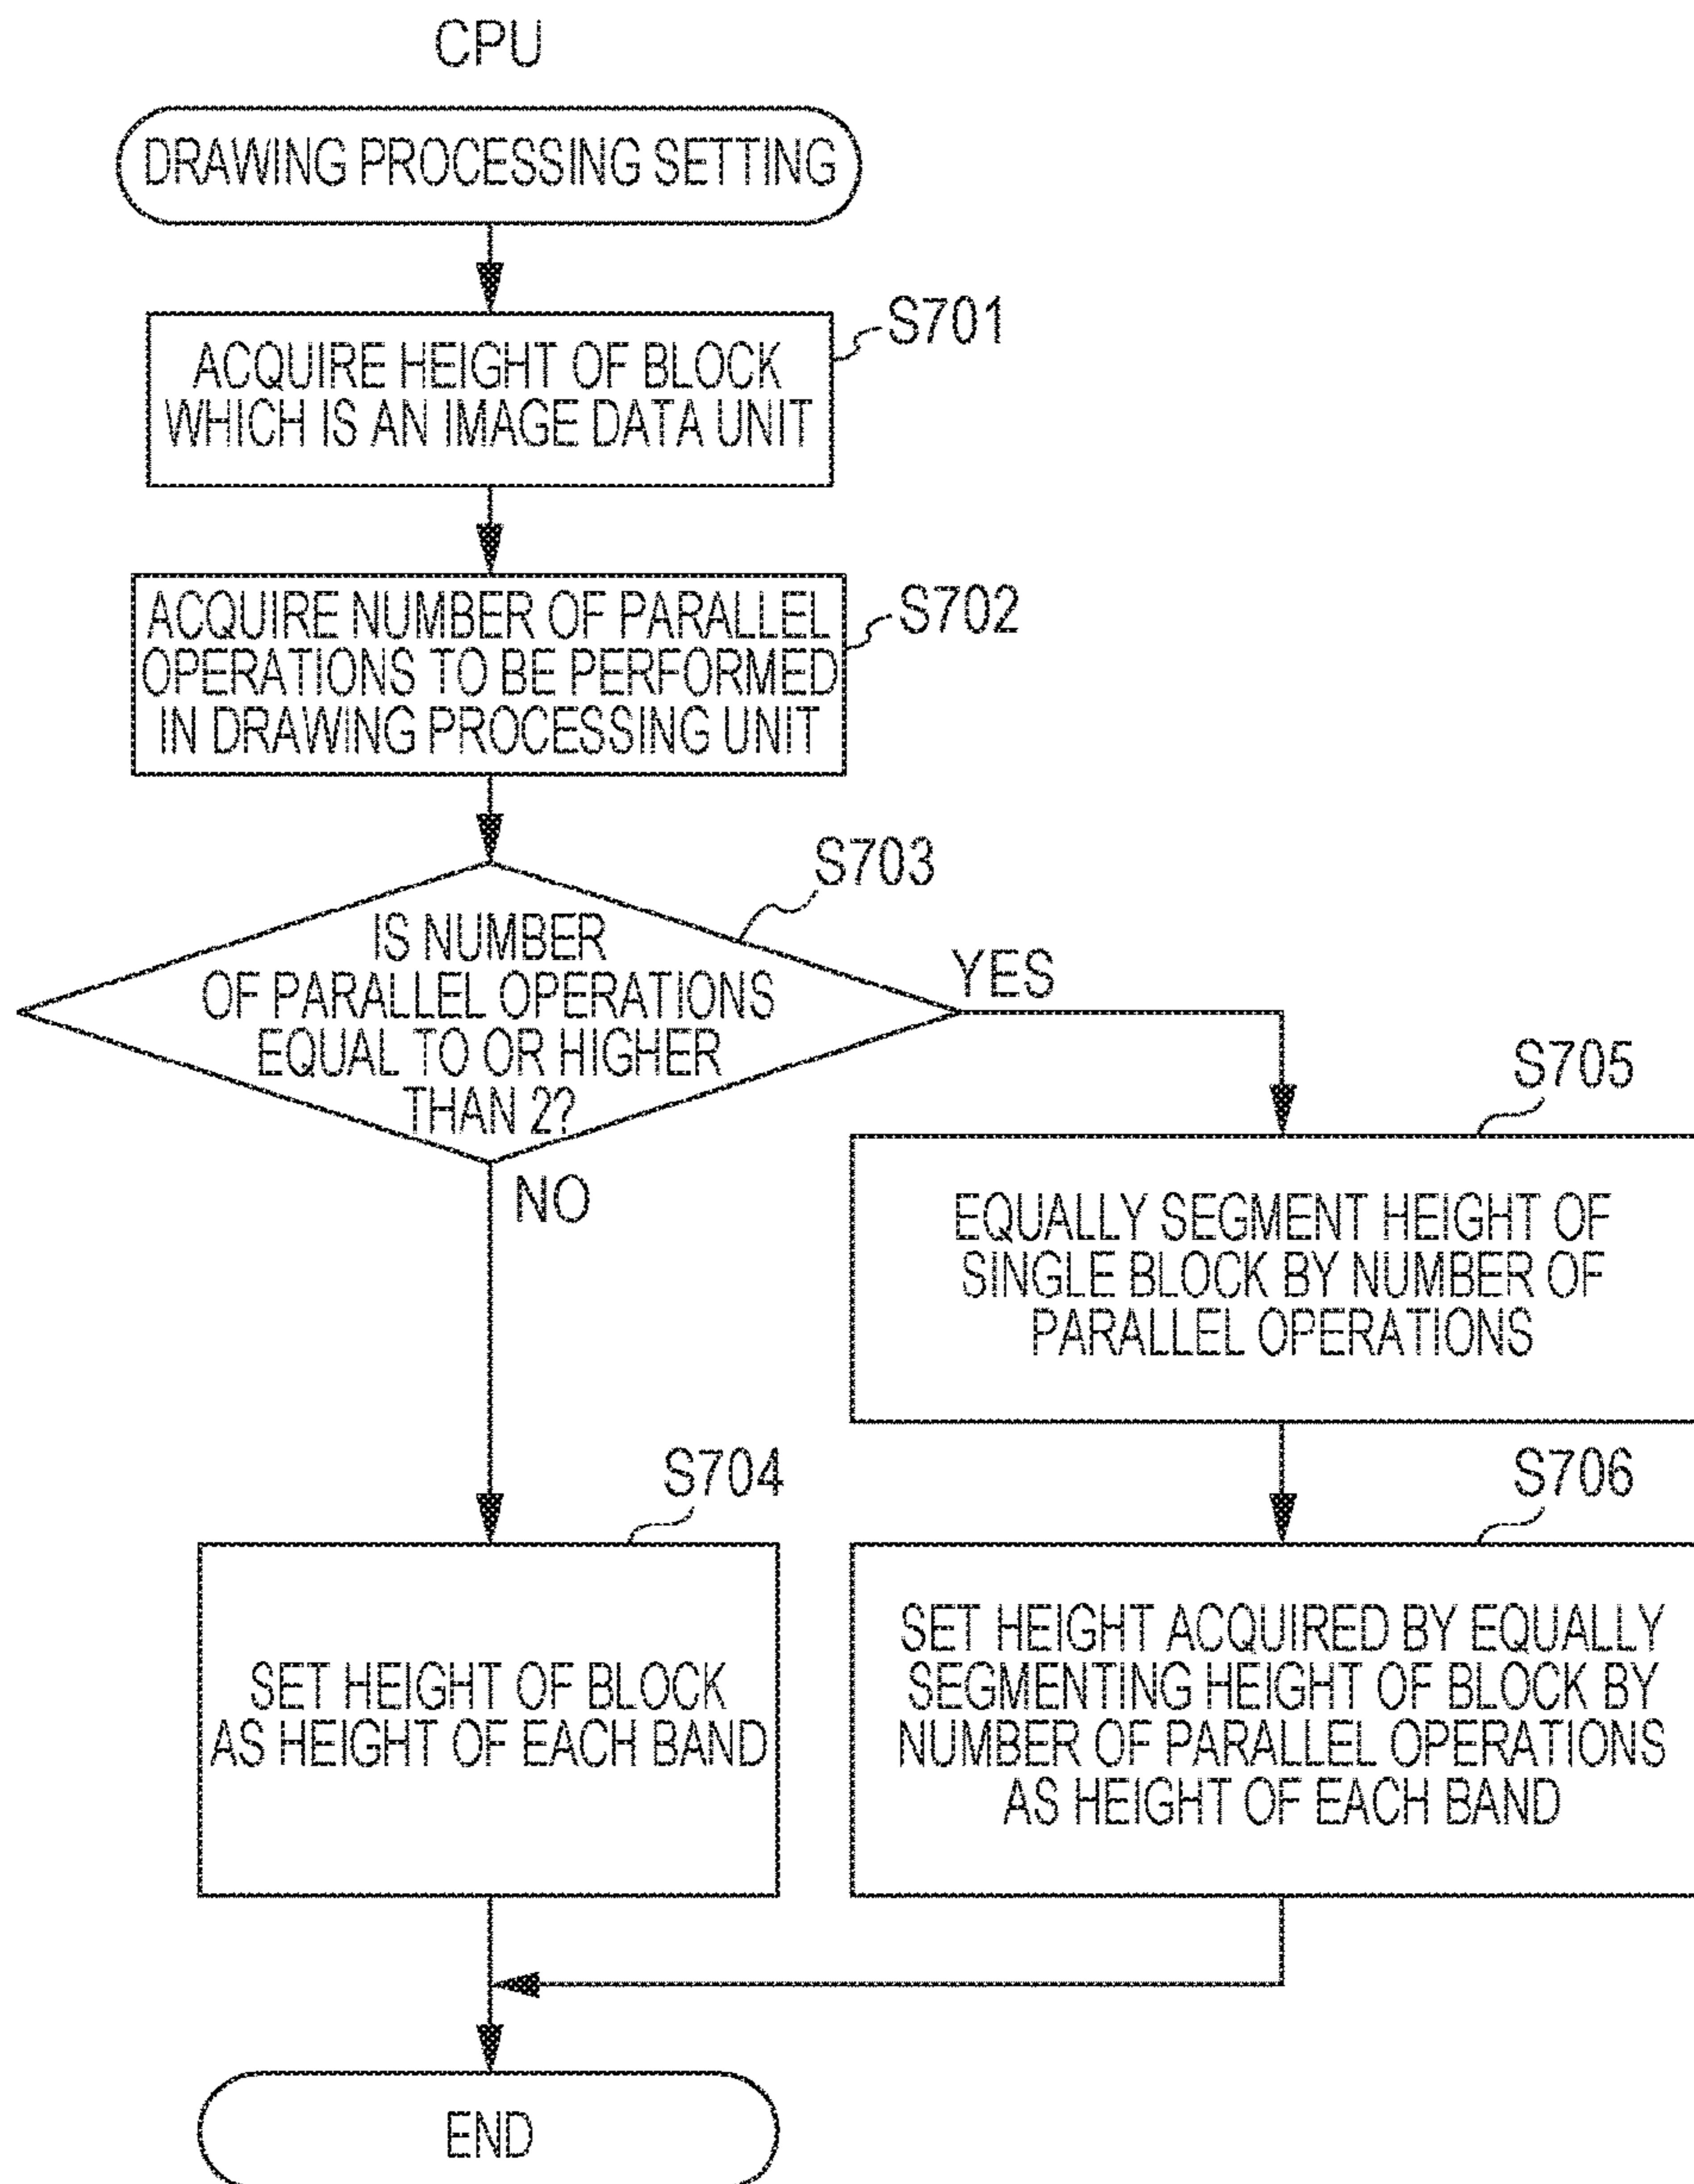 CPU
DRAWING PROCESSING SETTING
S701
ACQUIRE HEIGHT OF BLOCK
WHICH IS AN IMAGE DATA UNIT
S702
ACQUIRE NUMBER OF PARALLEL
OPERATIONS TO BE PERFORMED
IN DRAWING PROCESSING UNIT
S703
IS NUMBER
OF PARALLEL OPERATIONS
EQUAL TO OR HIGHER
THAN 2?
YES
NO
S705
EQUALLY SEGMENT HEIGHT OF
SINGLE BLOCK BY NUMBER OF
PARALLEL OPERATIONS
S704
SET HEIGHT OF BLOCK
AS HEIGHT OF EACH BAND
S706
SET HEIGHT ACQUIRED BY EQUALLY
SEGMENTING HEIGHT OF BLOCK BY
NUMBER OF PARALLEL OPERATIONS
AS HEIGHT OF EACH BAND
END